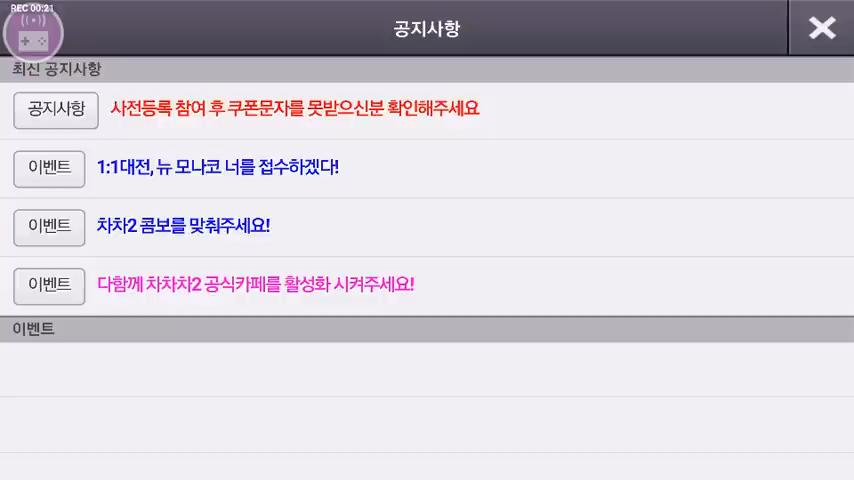 REC 00:21
공지사항
최신 공지사항
공지사항 사전등록 참여 후 쿠폰문자를 못받으신분 확인해주세요
이벤트 1:1대전, 뉴 모나코 너를 접수하겠다!
이벤트 차차2 콤보를 맞춰주세요!
이벤트 다함께 차차차2 공식카페를 활성화 시켜주세요!
이벤트